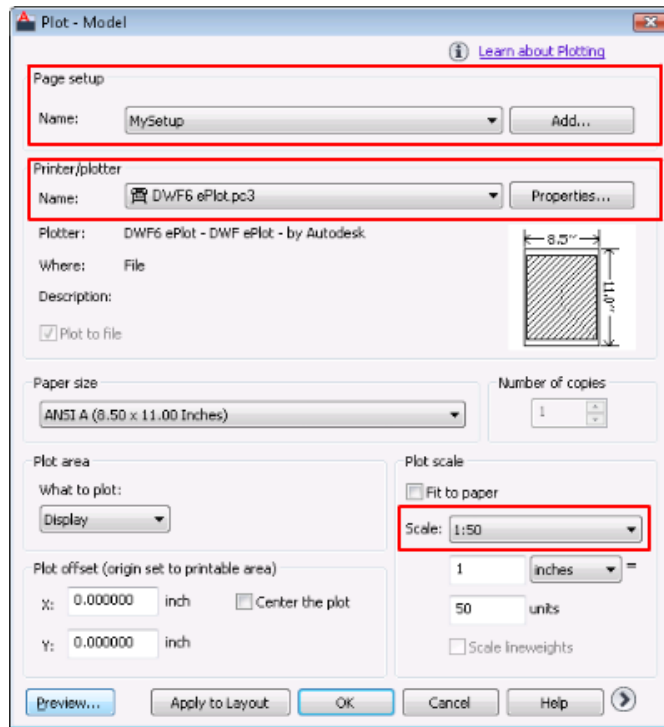 Plot - Model
Learn about Plotting
Page setup
Name: MySetup Add...
Printer/plotter
Name: DWF6 ePlot.pc3 Properties...
Plotter: DWF6 ePlot - DWF ePlot - by Autodesk
Where: File
Description:
Plot to file
8.5''
11.0''
Paper size
ANSI A (8.50 x 11.00 Inches)
Number of copies
1
Plot area
What to plot:
Display
Plot scale
Fit to paper
Scale: 1:50
1 inches =
50 units
Scale lineweights
Plot offset (origin set to printable area)
X: 0.000000 inch Center the plot
Y: 0.000000 inch
Preview... Apply to Layout OK Cancel Help